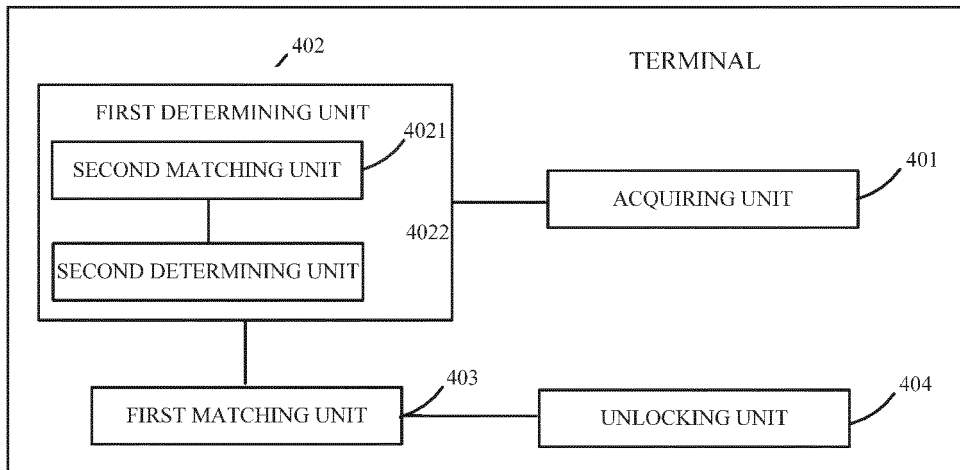 402
TERMINAL
FIRST DETERMINING UNIT
4021
SECOND MATCHING UNIT
401
ACQUIRING UNIT
4022
SECOND DETERMINING UNIT
403
FIRST MATCHING UNIT
404
UNLOCKING UNIT